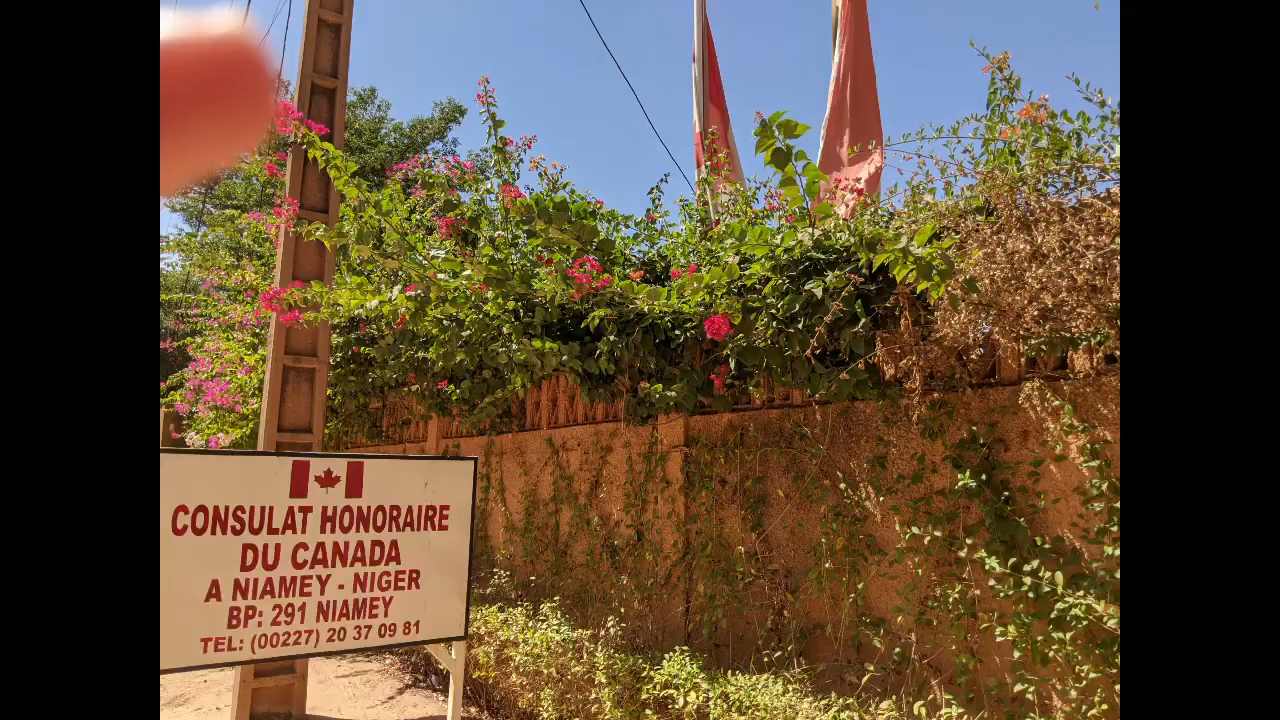 CONSULAT HONORAIRE
DU CANADA
A NIAMEY - NIGER
BP: 291 NIAMEY
TEL: (00227) 20 37 09 81